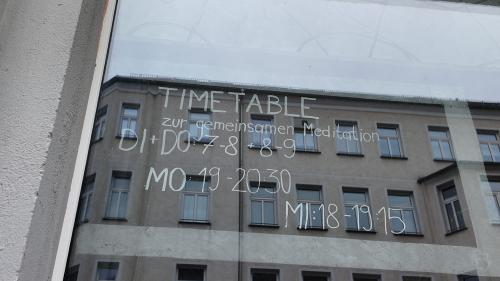 TIMETABLE
zur gemeinsamen Meditation
DI+DO 7-8+8-9
MO 19-20:30
MI:18-19:15